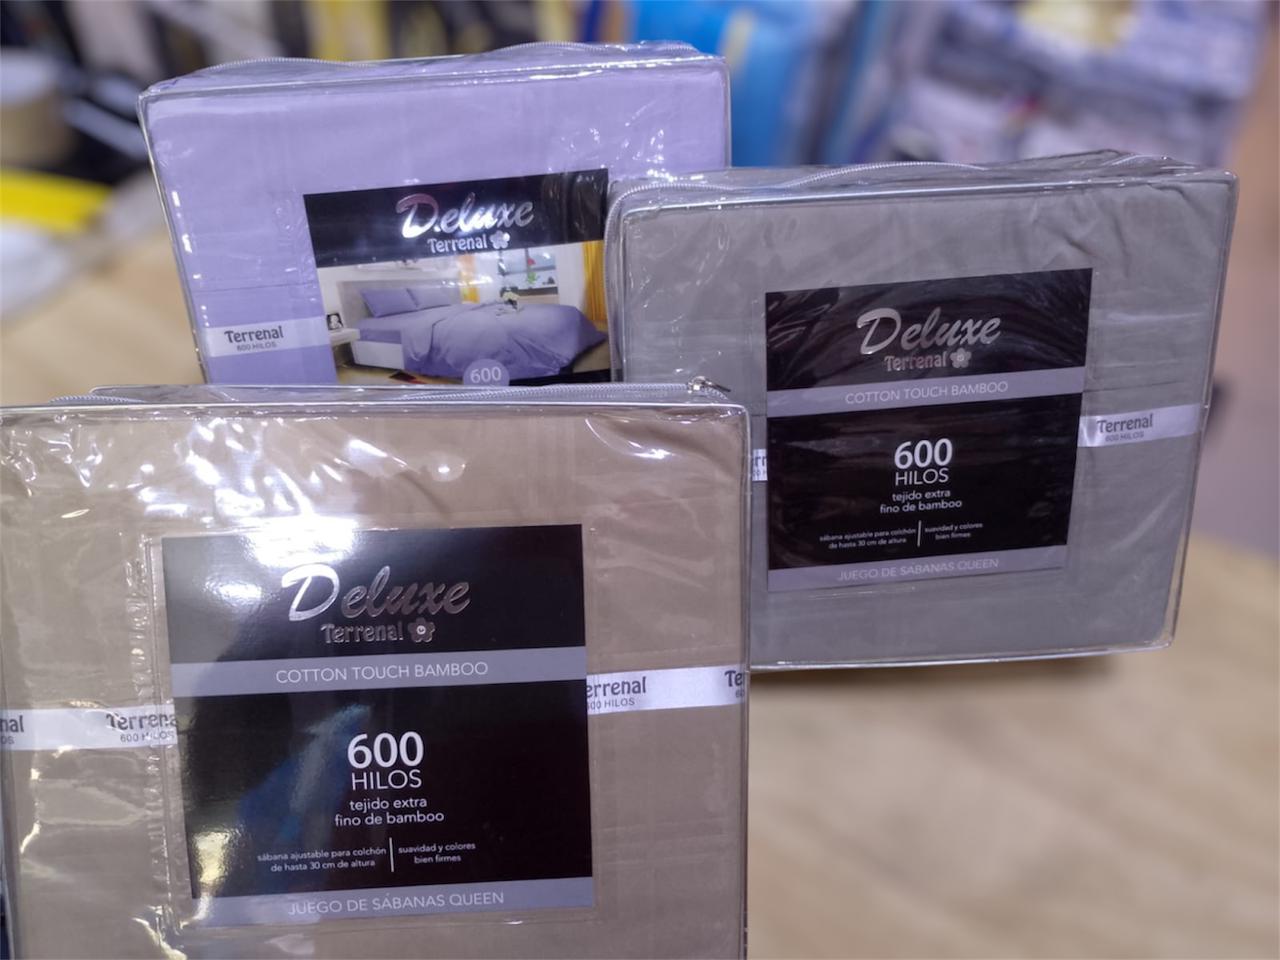 Deluxe
Terrenal
Terrenal
600 HILOS
600
Deluxe
Terrenal
COTTON TOUCH BAMBOO
600
HILOS
tejido extra
fino de bamboo
sábana ajustable para colchón
de hasta 30 cm de altura
suavidad y colores
bien firmes
JUEGO DE SÁBANAS QUEEN
Terrenal
600 HILOS
Deluxe
Terrenal
COTTON TOUCH BAMBOO
600
HILOS
tejido extra
fino de bamboo
sábana ajustable para colchón
de hasta 30 cm de altura
suavidad y colores
bien firmes
JUEGO DE SÁBANAS QUEEN
Terrena
600 HILOS
errenal
600 HILOS